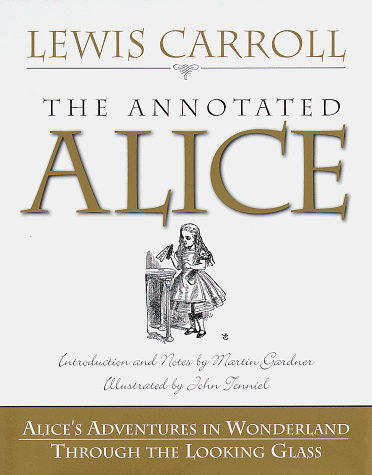 LEWIS CARROLL
THE ANNOTATED
ALICE
Introduction and Notes by Martin Gardner
Illustrated by John Tenniel
ALICE'S ADVENTURES IN WONDERLAND
THROUGH THE LOOKING GLASS